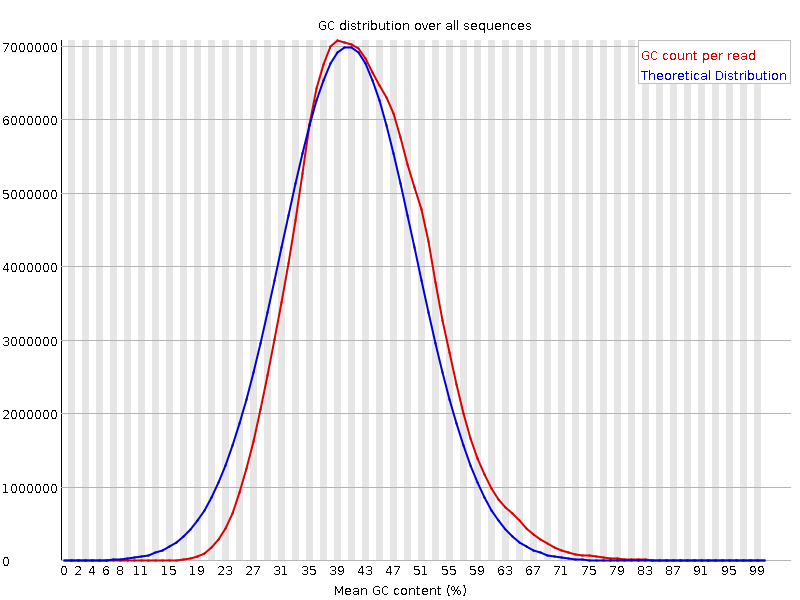 GC distribution over all sequences
GC count per read
Theoretical Distribution
7000000
6000000
5000000
4000000
3000000
2000000
1000000
0
0 2 4 6 8 11 15 19 23 27 31 35 39 43 47 51 55 59 63 67 71 75 79 83 87 91 95 99
Mean GC content (%)